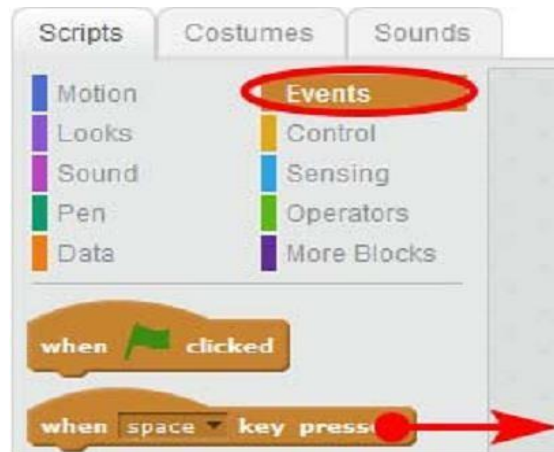 Scripts Costumes Sounds
Motion Events
Looks Control
Sound Sensing
Pen Operators
Data More Blocks
when clicked
when space key presse